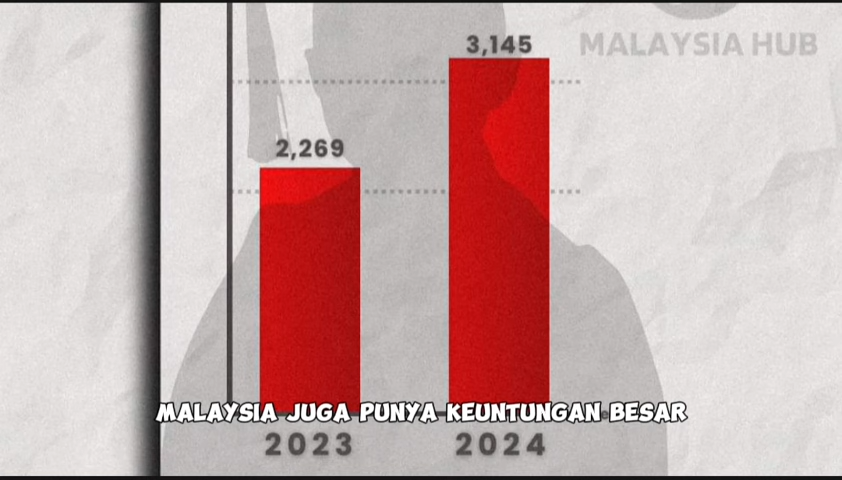 3,145
MALAYSIA HUB
2,269
MALAYSIA JUGA PUNYA KEUNTUNGAN BESAR
2023
2024